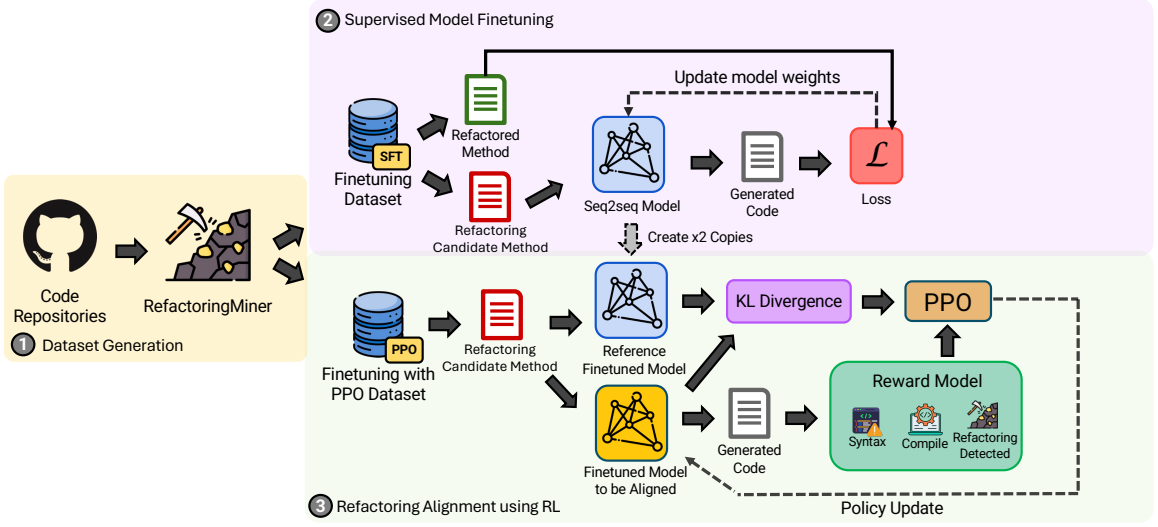 2 Supervised Model Finetuning
Update model weights
SFT
Finetuning
Dataset
Refactored
Method
Refactoring
Candidate Method
Seq2seq Model
Generated
Code
ℒ
Loss
Create x2 Copies
Code
Repositories
RefactoringMiner
1 Dataset Generation
PPO
Finetuning with
PPO Dataset
Refactoring
Candidate Method
Reference
Finetuned Model
KL Divergence
PPO
Finetuned Model
to be Aligned
Generated
Code
Reward Model
Syntax
Compile
Refactoring
Detected
Policy Update
3 Refactoring Alignment using RL